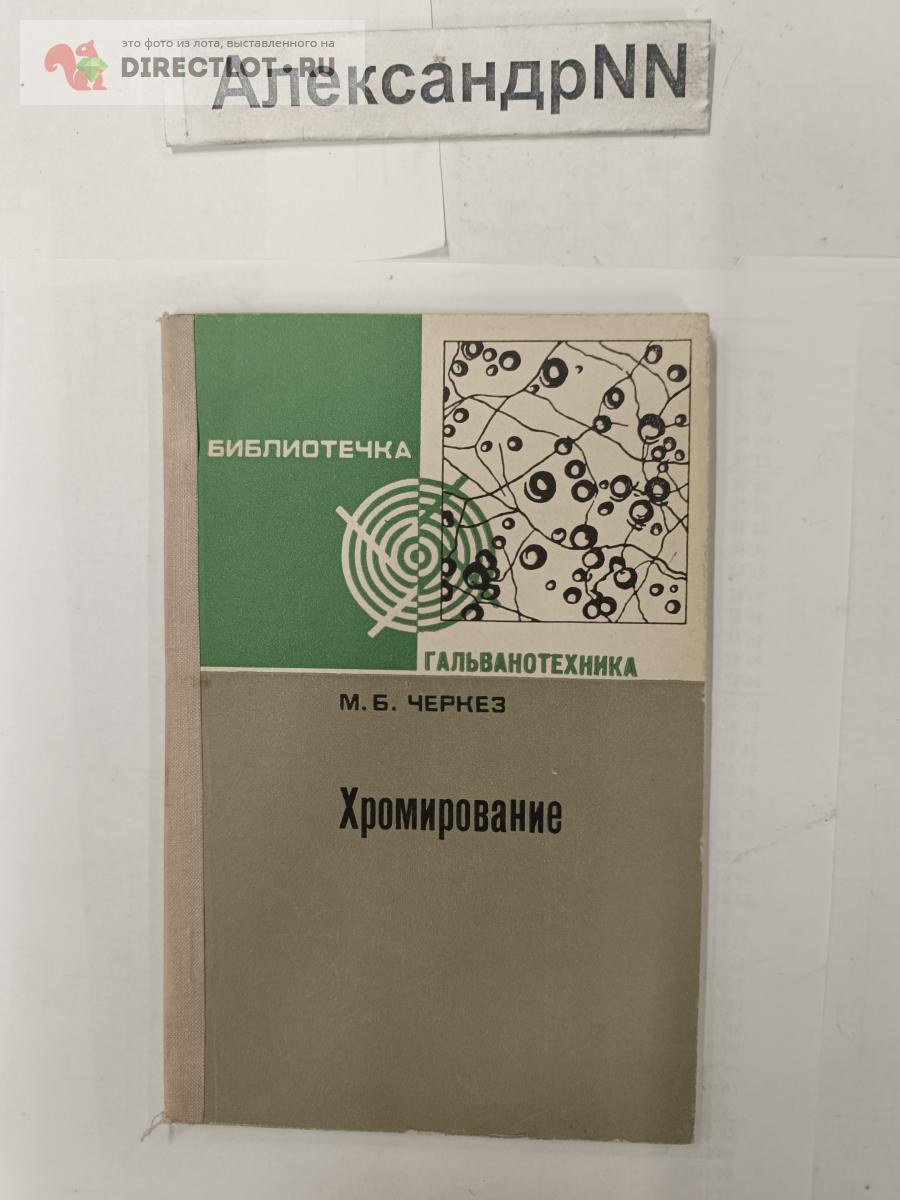 это фото из лота, выставленного на
DIRECTLOT.RU
АлександрNN
БИБЛИОТЕЧКА
ГАЛЬВАНОТЕХНИКА
М. Б. ЧЕРКЕЗ
Хромирование